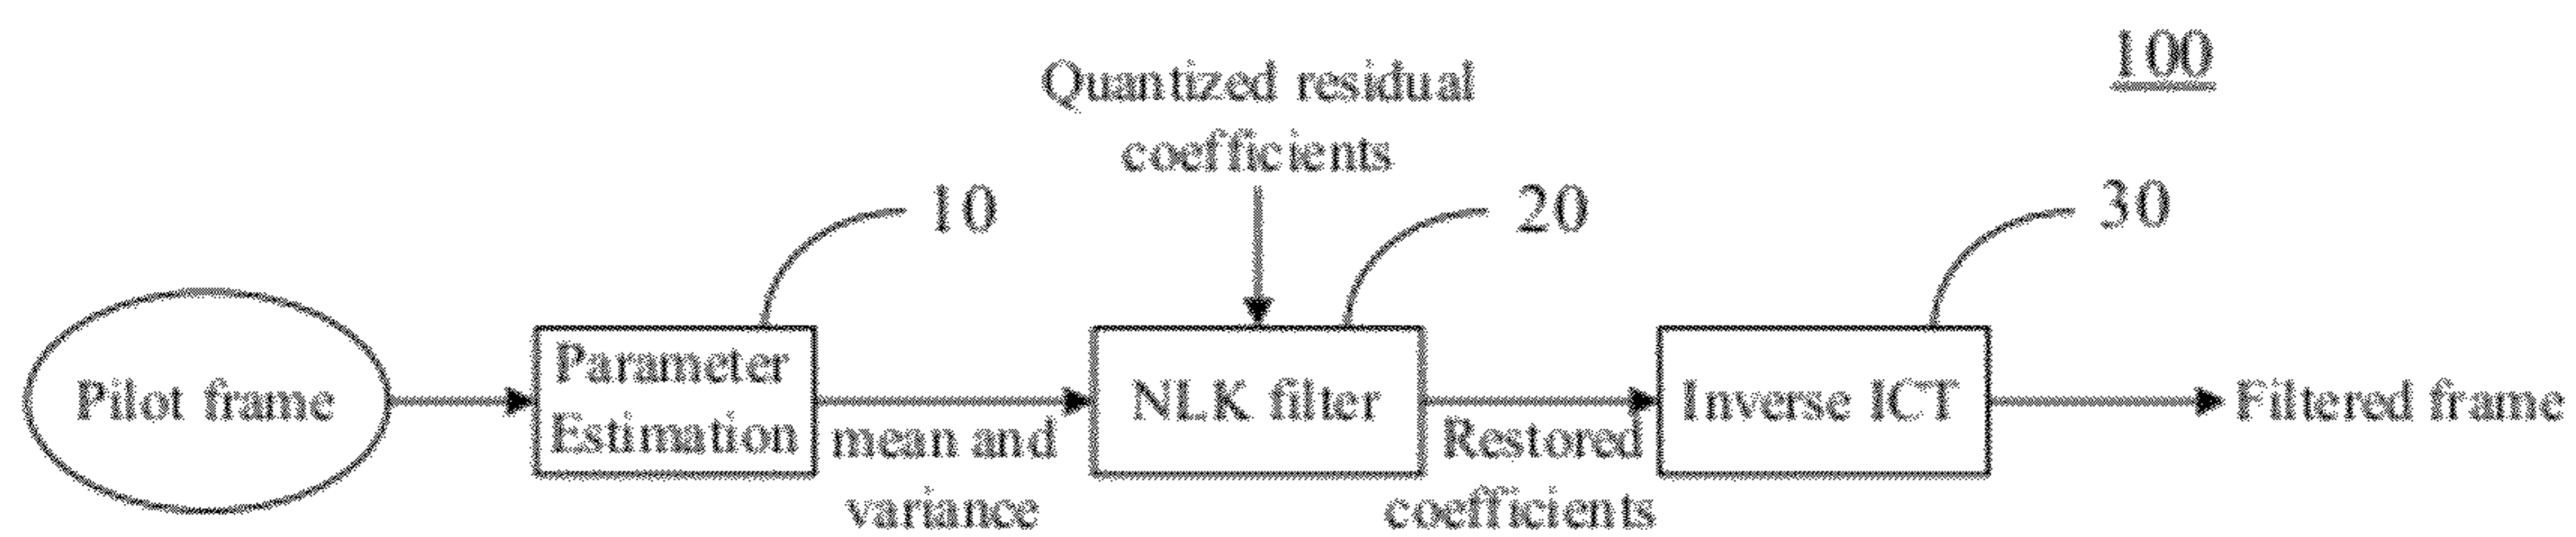 100
Quantized residual
coefficients
10
20
30
Pilot frame
Parameter
Estimation
mean and
variance
NLK filter
Restored
coefficients
Inverse ICT
Filtered frame